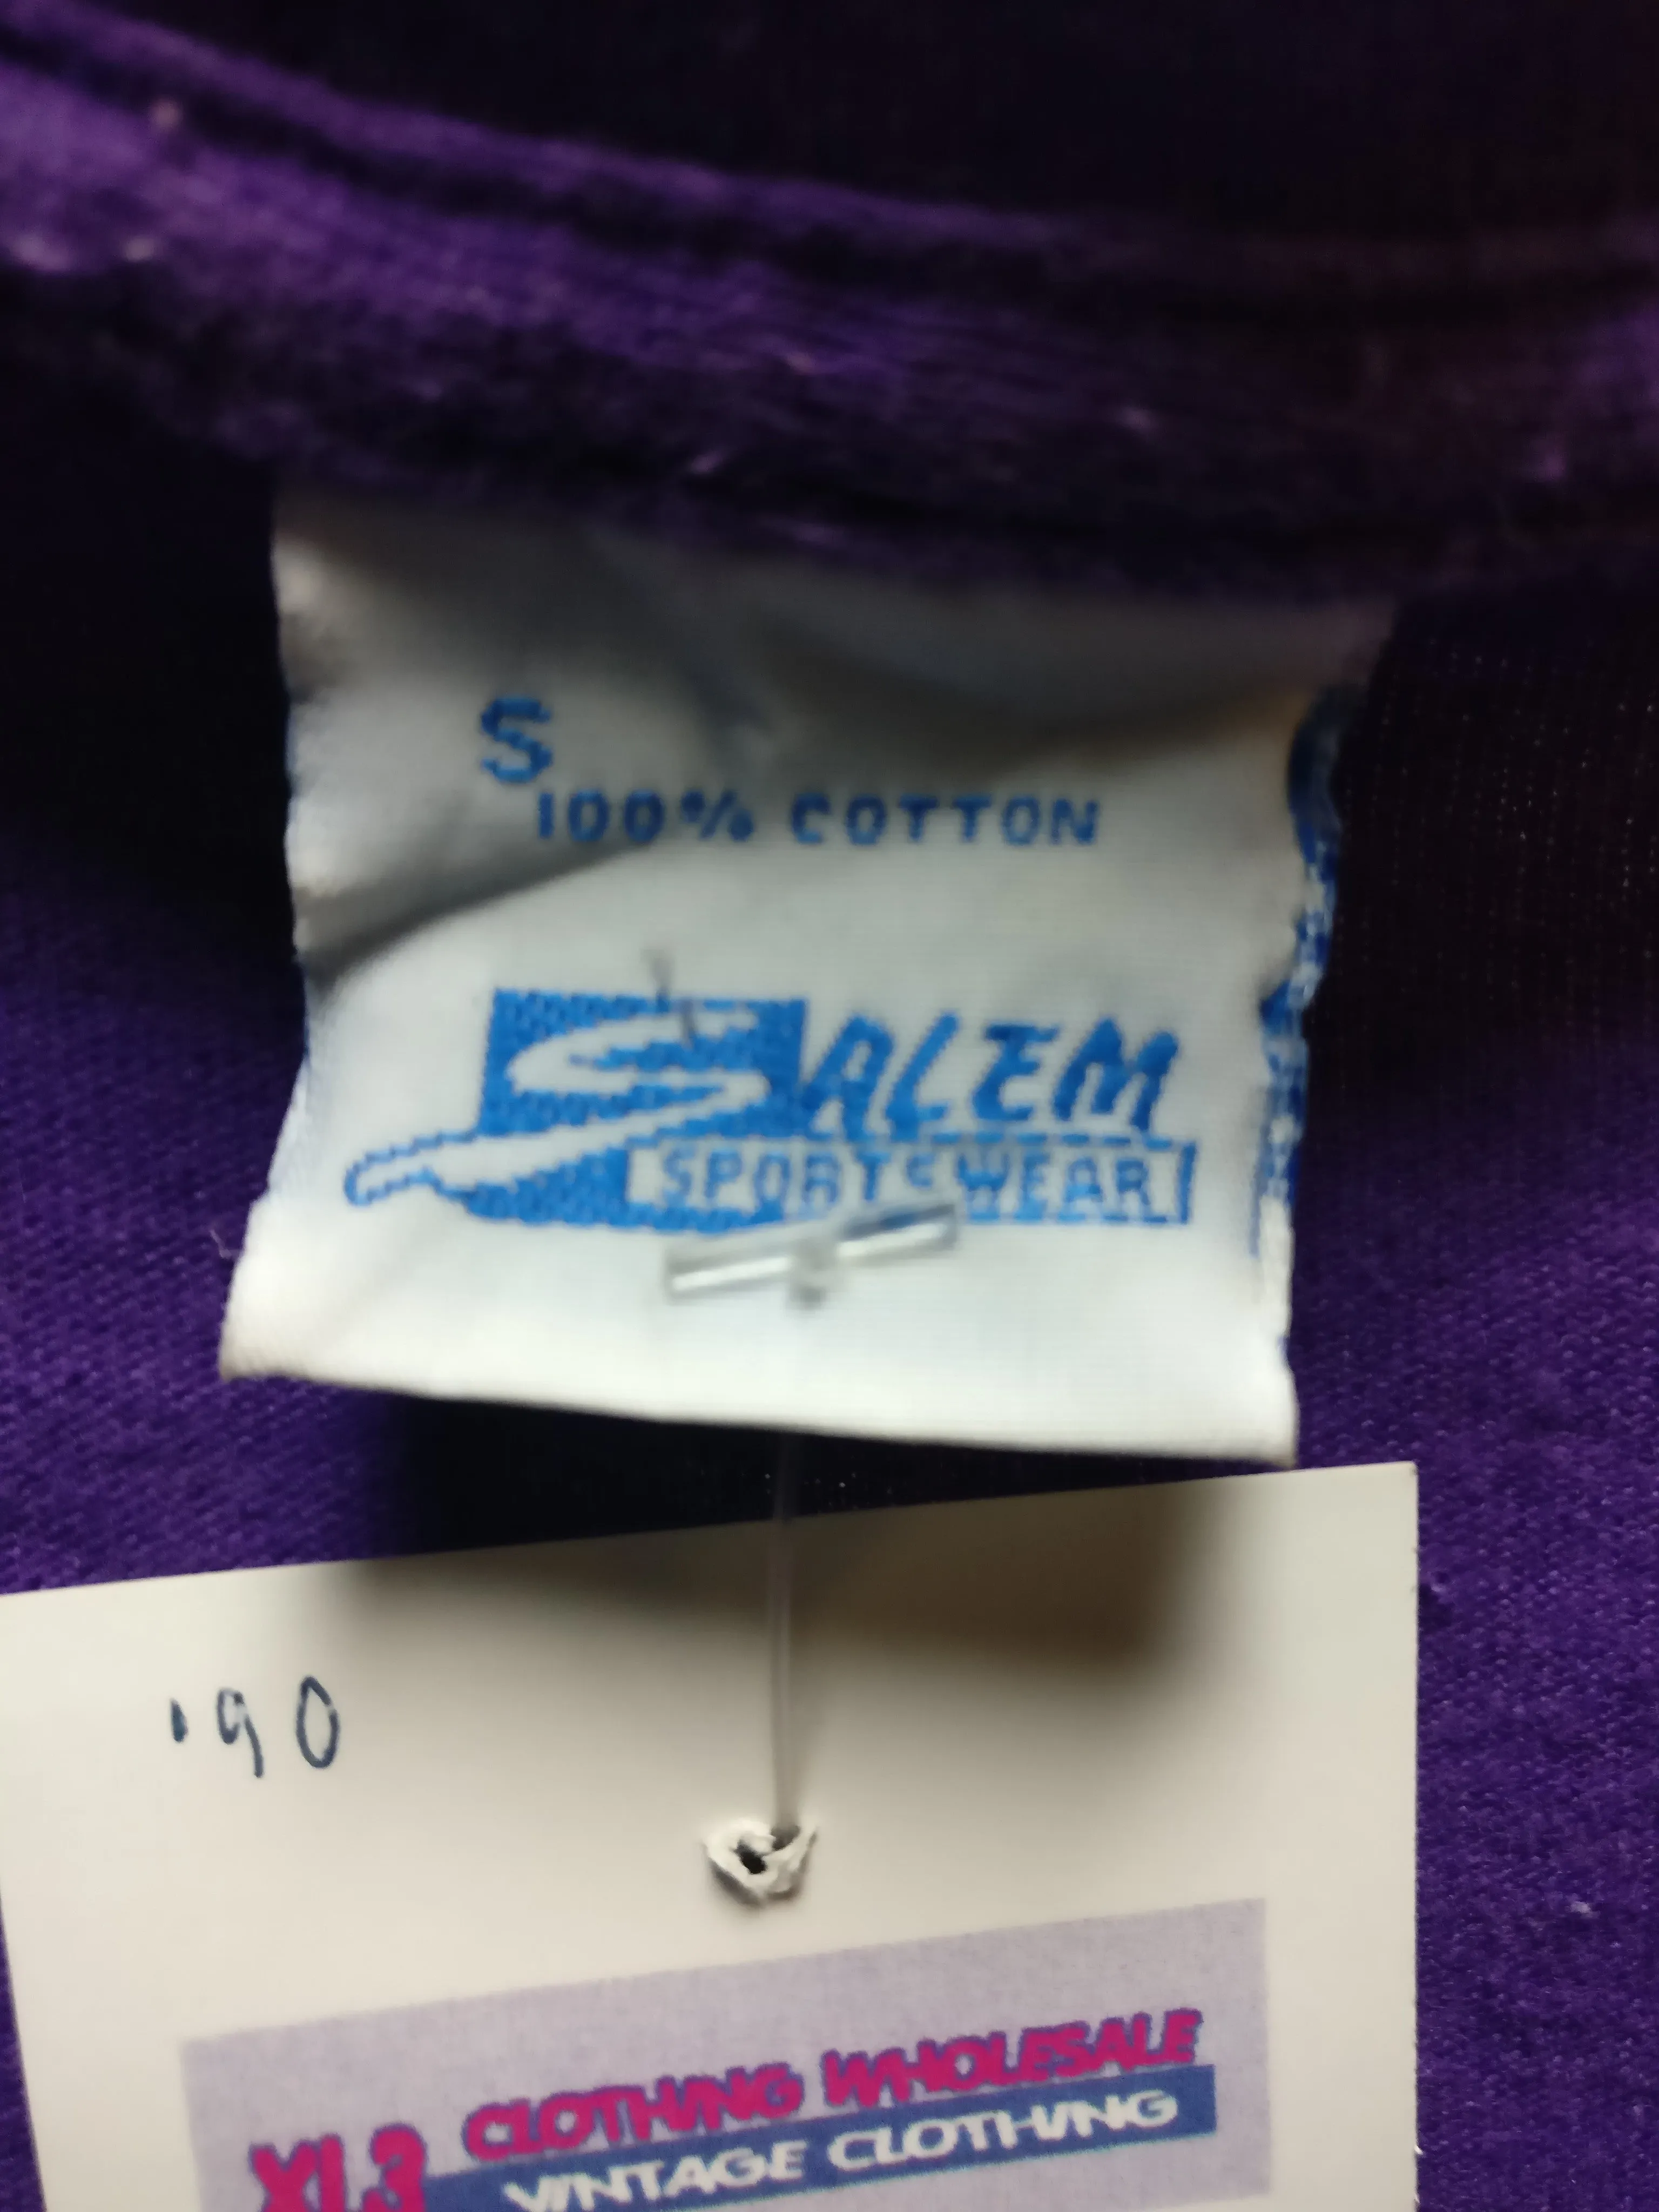 S
100% COTTON
SALEM
SPORTSWEAR
'90
CLOTHING WHOLESALE
XL3
VINTAGE CLOTHING